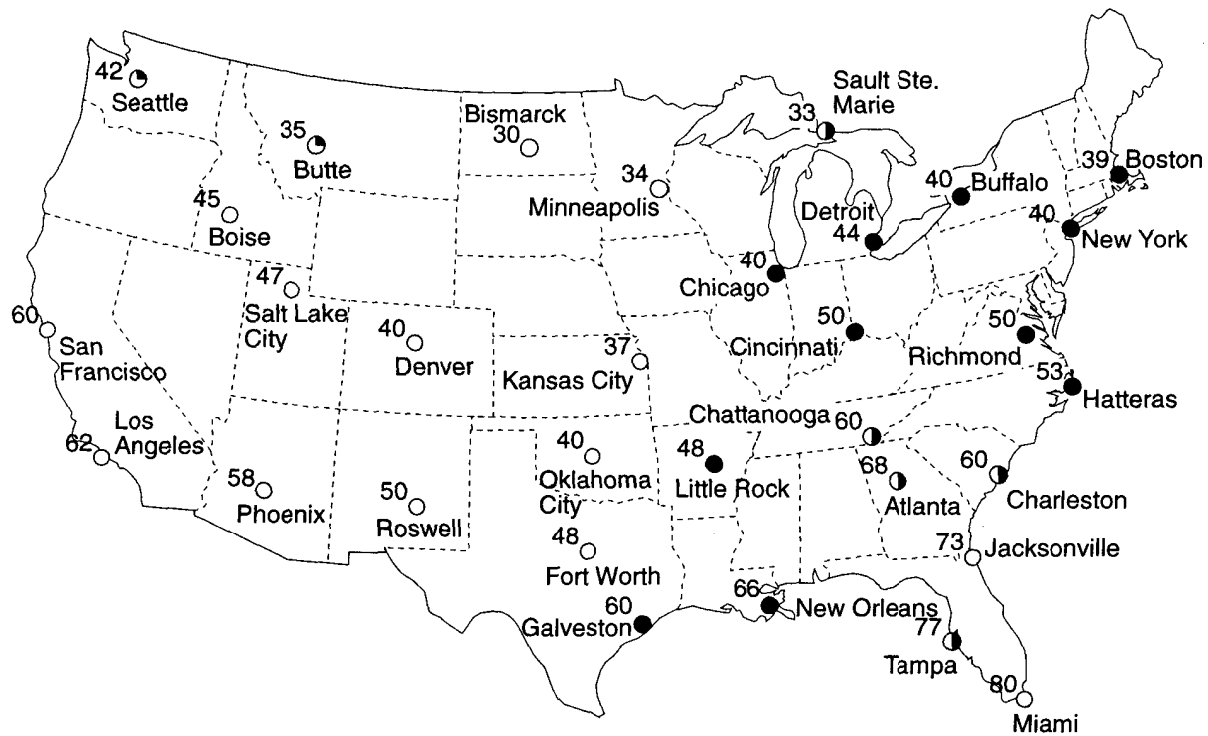 Sault Ste.
Marie
33
42
Seattle
Bismarck
30
35
Butte
34
Minneapolis
39 Boston
40 Buffalo
45
Boise
Detroit
44
40
New York
47
Salt Lake
City
40
Chicago
60
San
Francisco
40
Denver
37
Kansas City
50
Cincinnati
50
Richmond
53
Hatteras
Los
Angeles
62
Chattanooga
60
40
Oklahoma
City
48
Little Rock
68
Atlanta
60
Charleston
58
Phoenix
50
Roswell
48
Fort Worth
73 Jacksonville
60
Galveston
66
New Orleans
77
Tampa
80
Miami